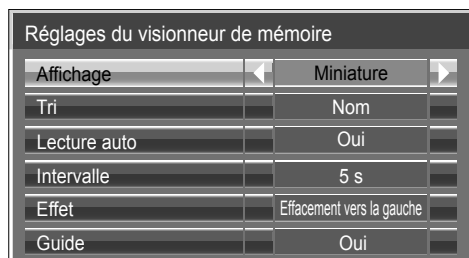 Réglages du visionneur de mémoire
Affichage Miniature
Tri Nom
Lecture auto Oui
Intervalle 5 s
Effet Effacement vers la gauche
Guide Oui